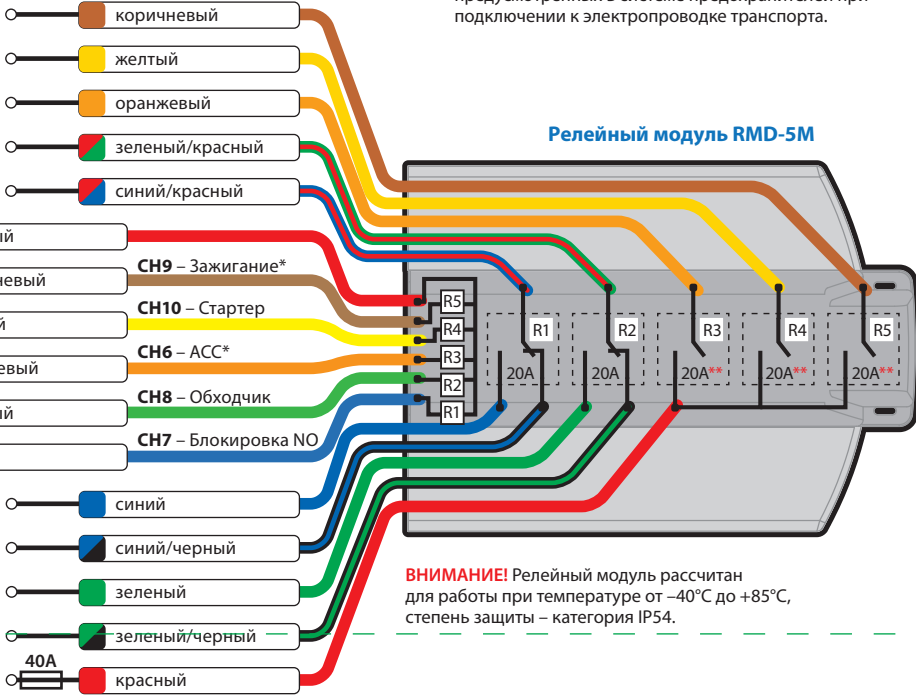 подключении к электропроводке транспорта.
коричневый
желтый
оранжевый
зеленый/красный
синий/красный
Релейный модуль RMD-5M
CH9 – Зажигание*
CH10 – Стартер
CH6 – ACC*
CH8 – Обходчик
CH7 – Блокировка NO
R5
R4
R3
R2
R1
R1
R2
R3
R4
R5
20A
20A
20A**
20A**
20A**
синий
синий/черный
зеленый
зеленый/черный
40A
красный
ВНИМАНИЕ! Релейный модуль рассчитан
для работы при температуре от –40°C до +85°C,
степень защиты – категория IP54.